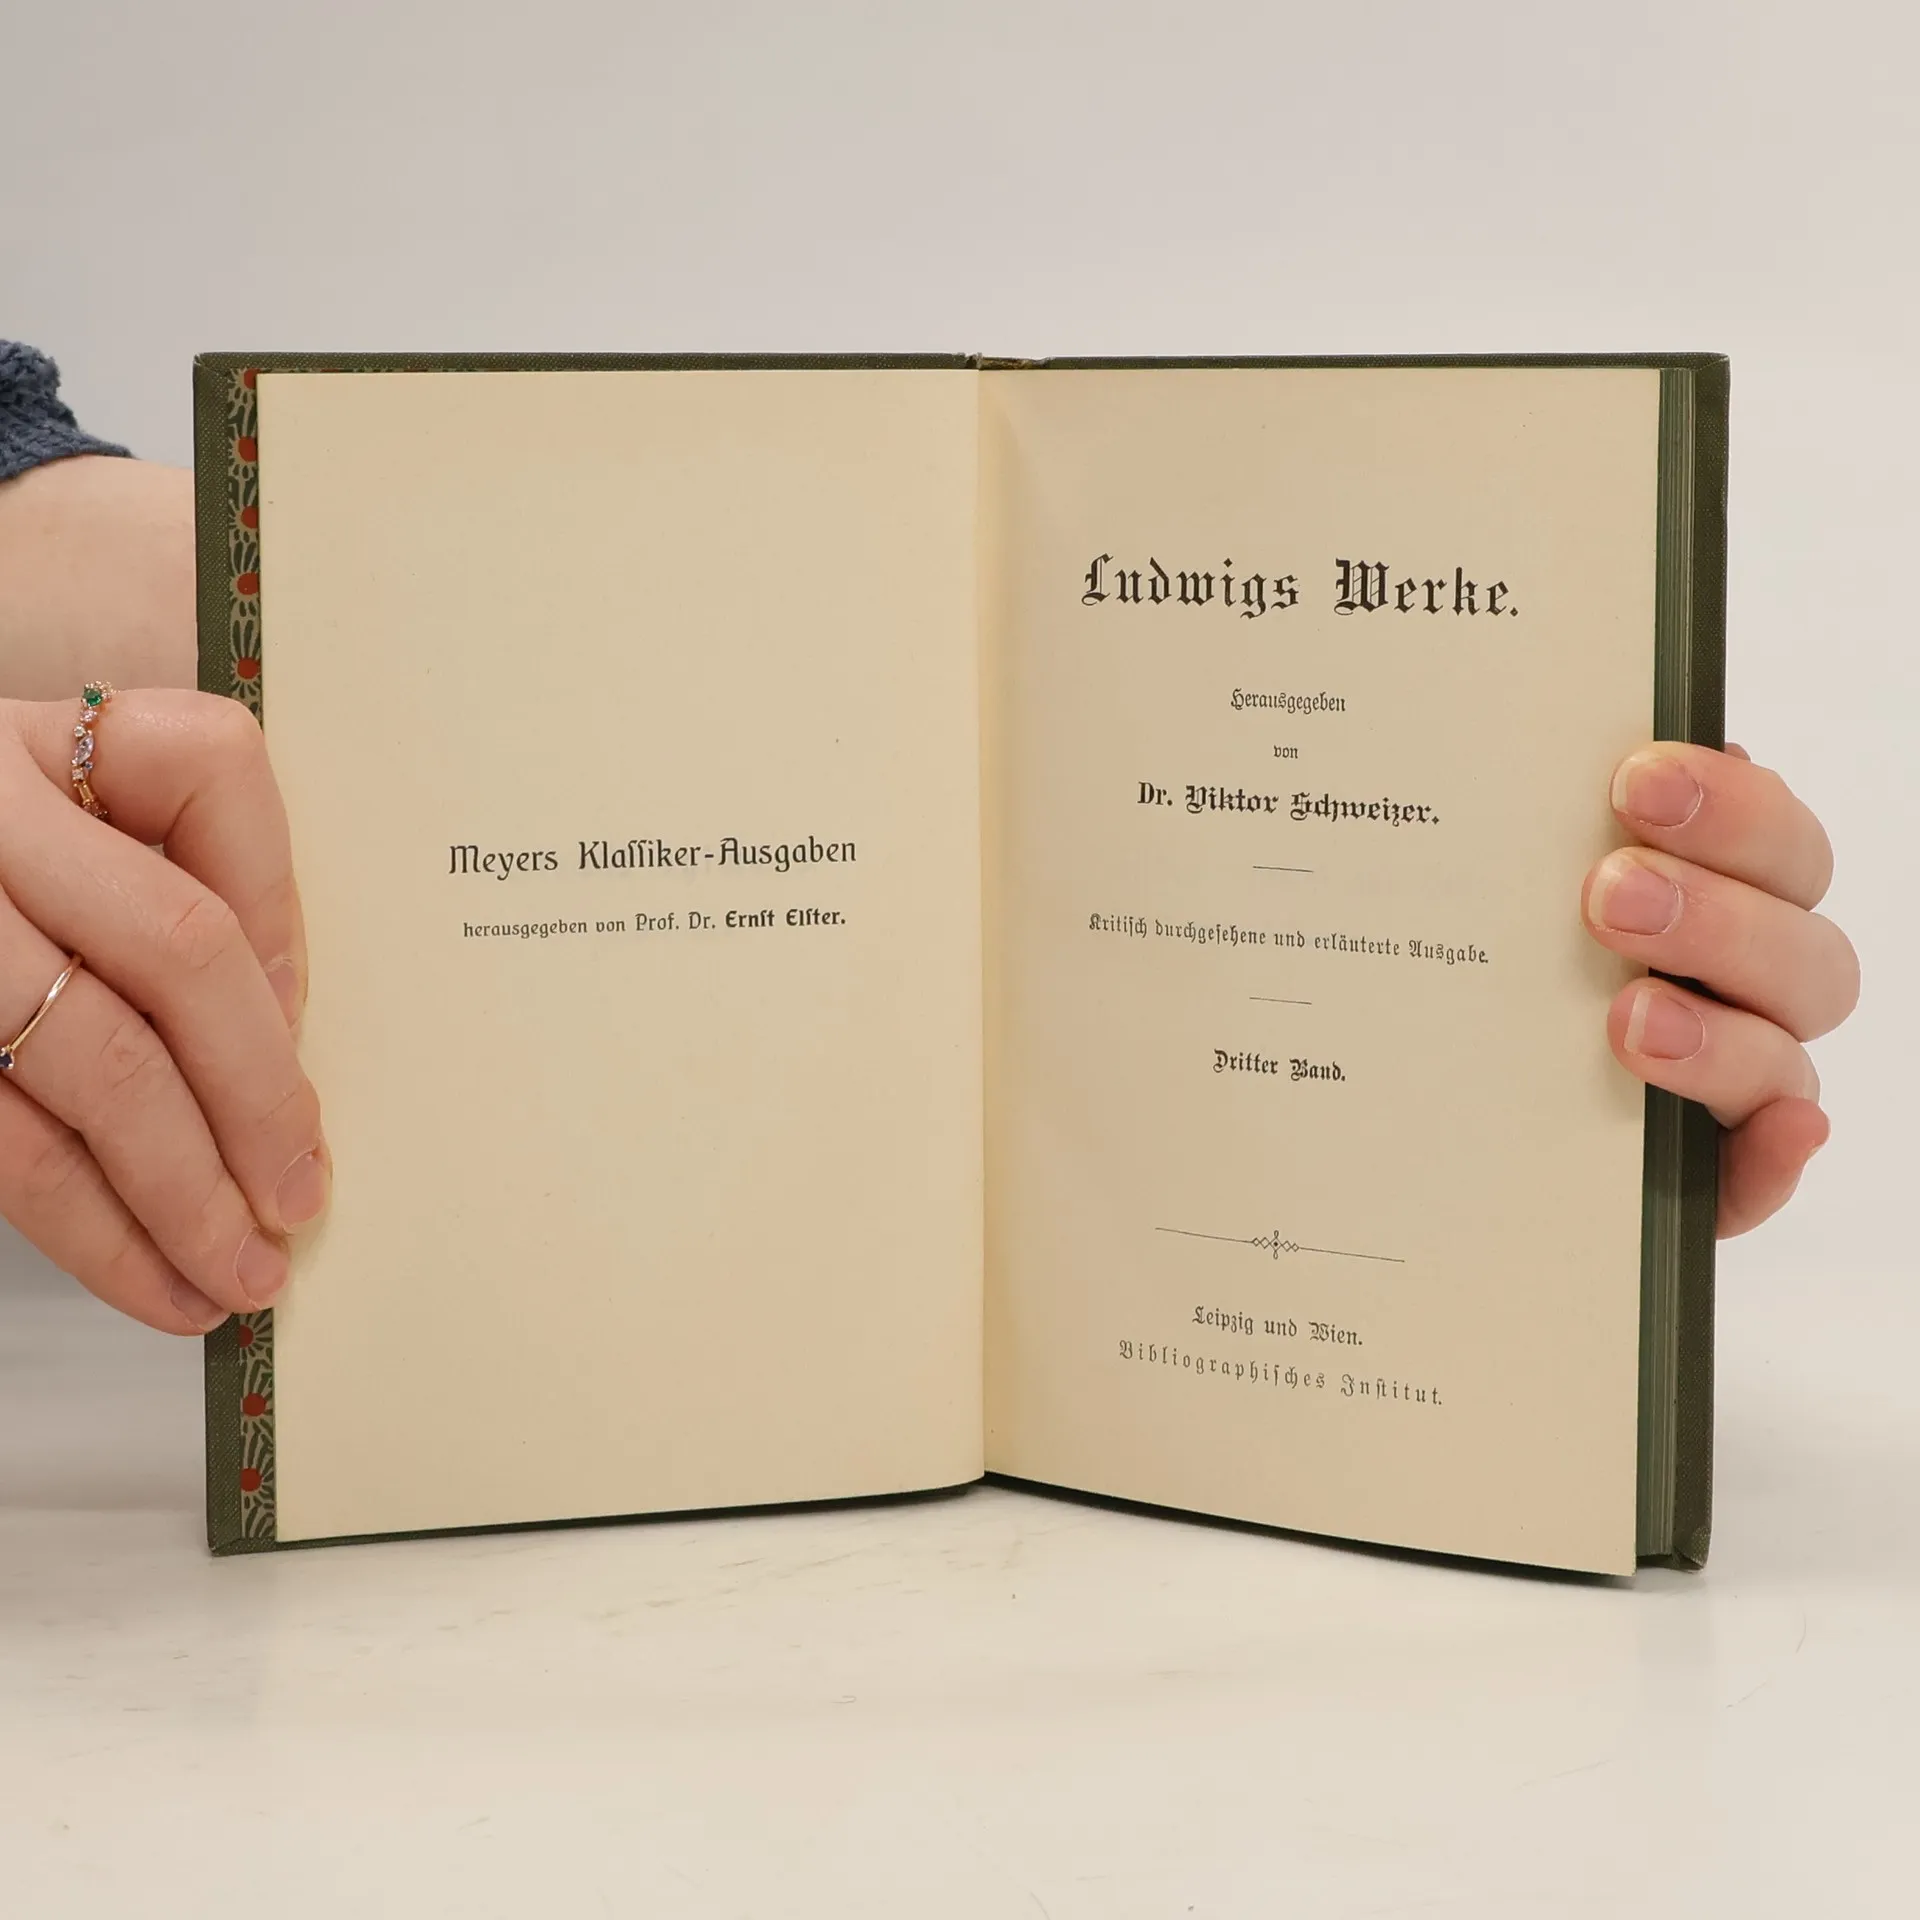 Meyers Klaſſiker-Ausgaben
herausgegeben von Prof. Dr. Ernſt Elſter.
Ludwigs Werke.
Herausgegeben
von
Dr. Viktor Schweizer.
Kritiſch durchgeſehene und erläuterte Ausgabe.
Dritter Band.
Leipzig und Wien.
Bibliographiſches Inſtitut.